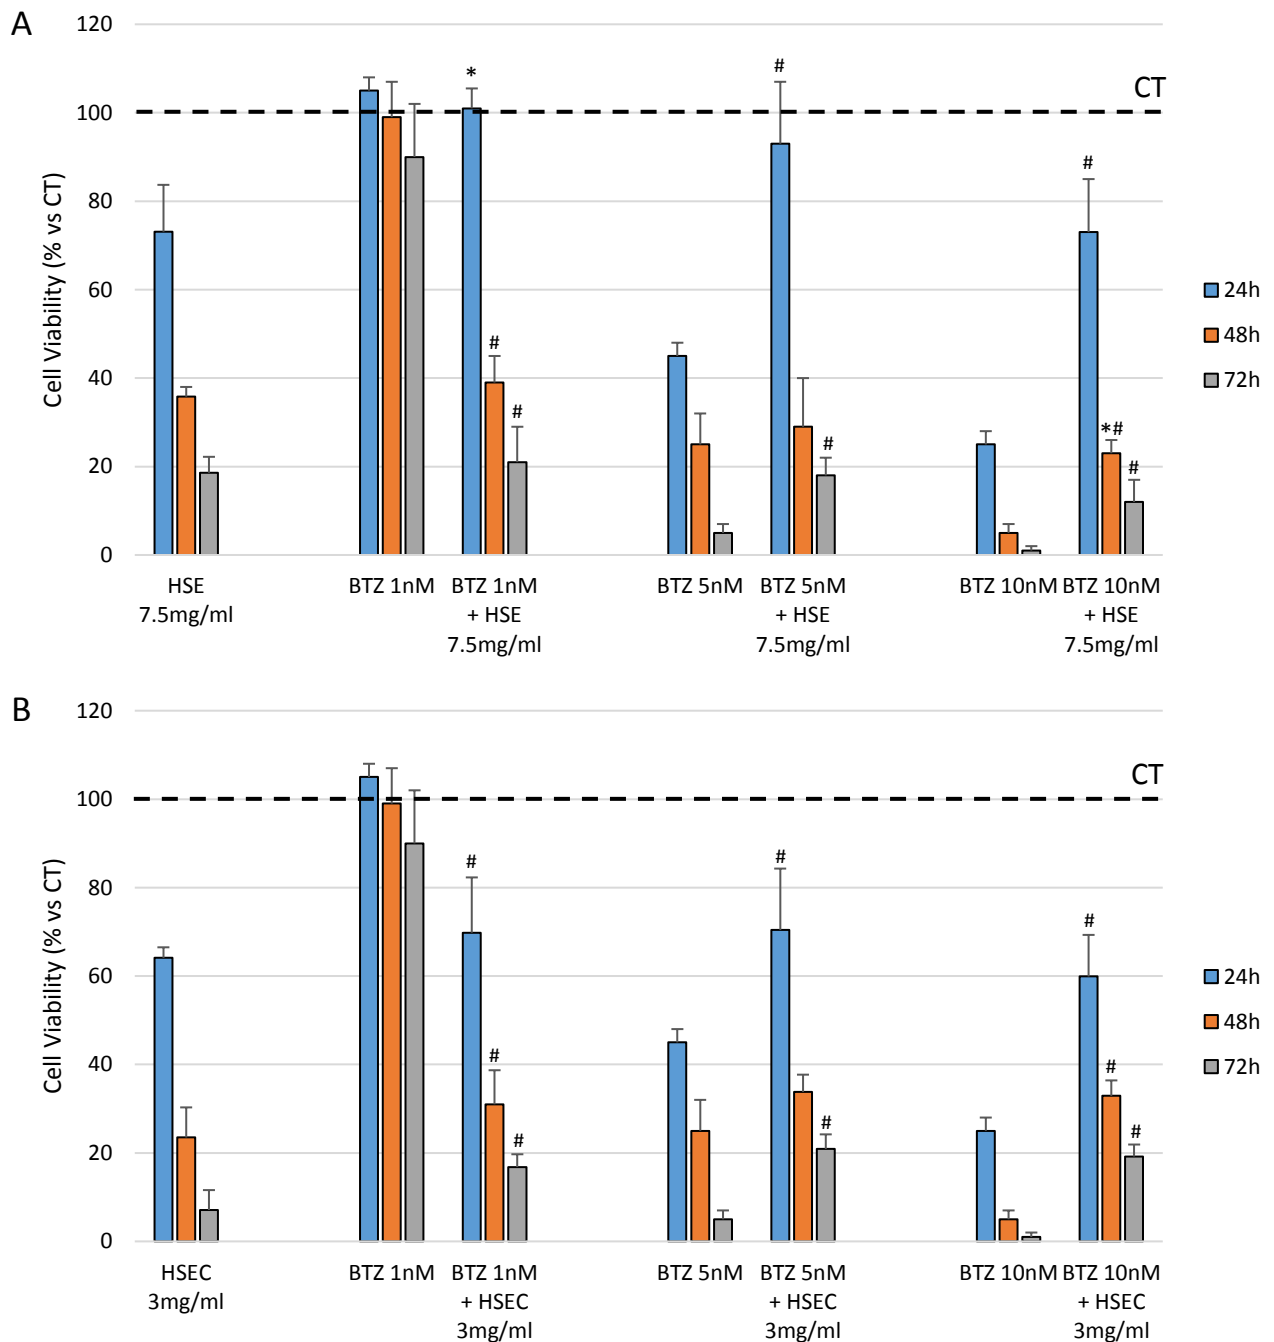 A
120
100
80
60
40
20
0
Cell Viability (% vs CT)
CT
*
#
#
#
#
#
#
*#
#
24h
48h
72h
HSE
7.5mg/ml
BTZ 1nM
BTZ 1nM
+ HSE
7.5mg/ml
BTZ 5nM
BTZ 5nM
+ HSE
7.5mg/ml
BTZ 10nM
BTZ 10nM
+ HSE
7.5mg/ml
B
120
100
80
60
40
20
0
Cell Viability (% vs CT)
CT
#
#
#
#
#
#
#
#
24h
48h
72h
HSEC
3mg/ml
BTZ 1nM
BTZ 1nM
+ HSEC
3mg/ml
BTZ 5nM
BTZ 5nM
+ HSEC
3mg/ml
BTZ 10nM
BTZ 10nM
+ HSEC
3mg/ml